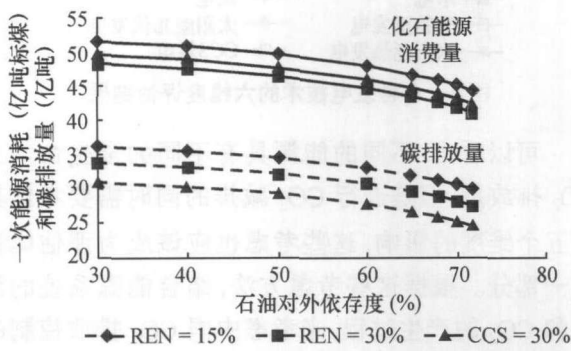 一次能源消耗（亿吨标煤）
和碳排放量（亿吨）
55
50
45
40
35
30
25
20
化石能源
消费量
碳排放量
30 40 50 60 70 80
石油对外依存度(%)
REN = 15% REN = 30% CCS = 30%